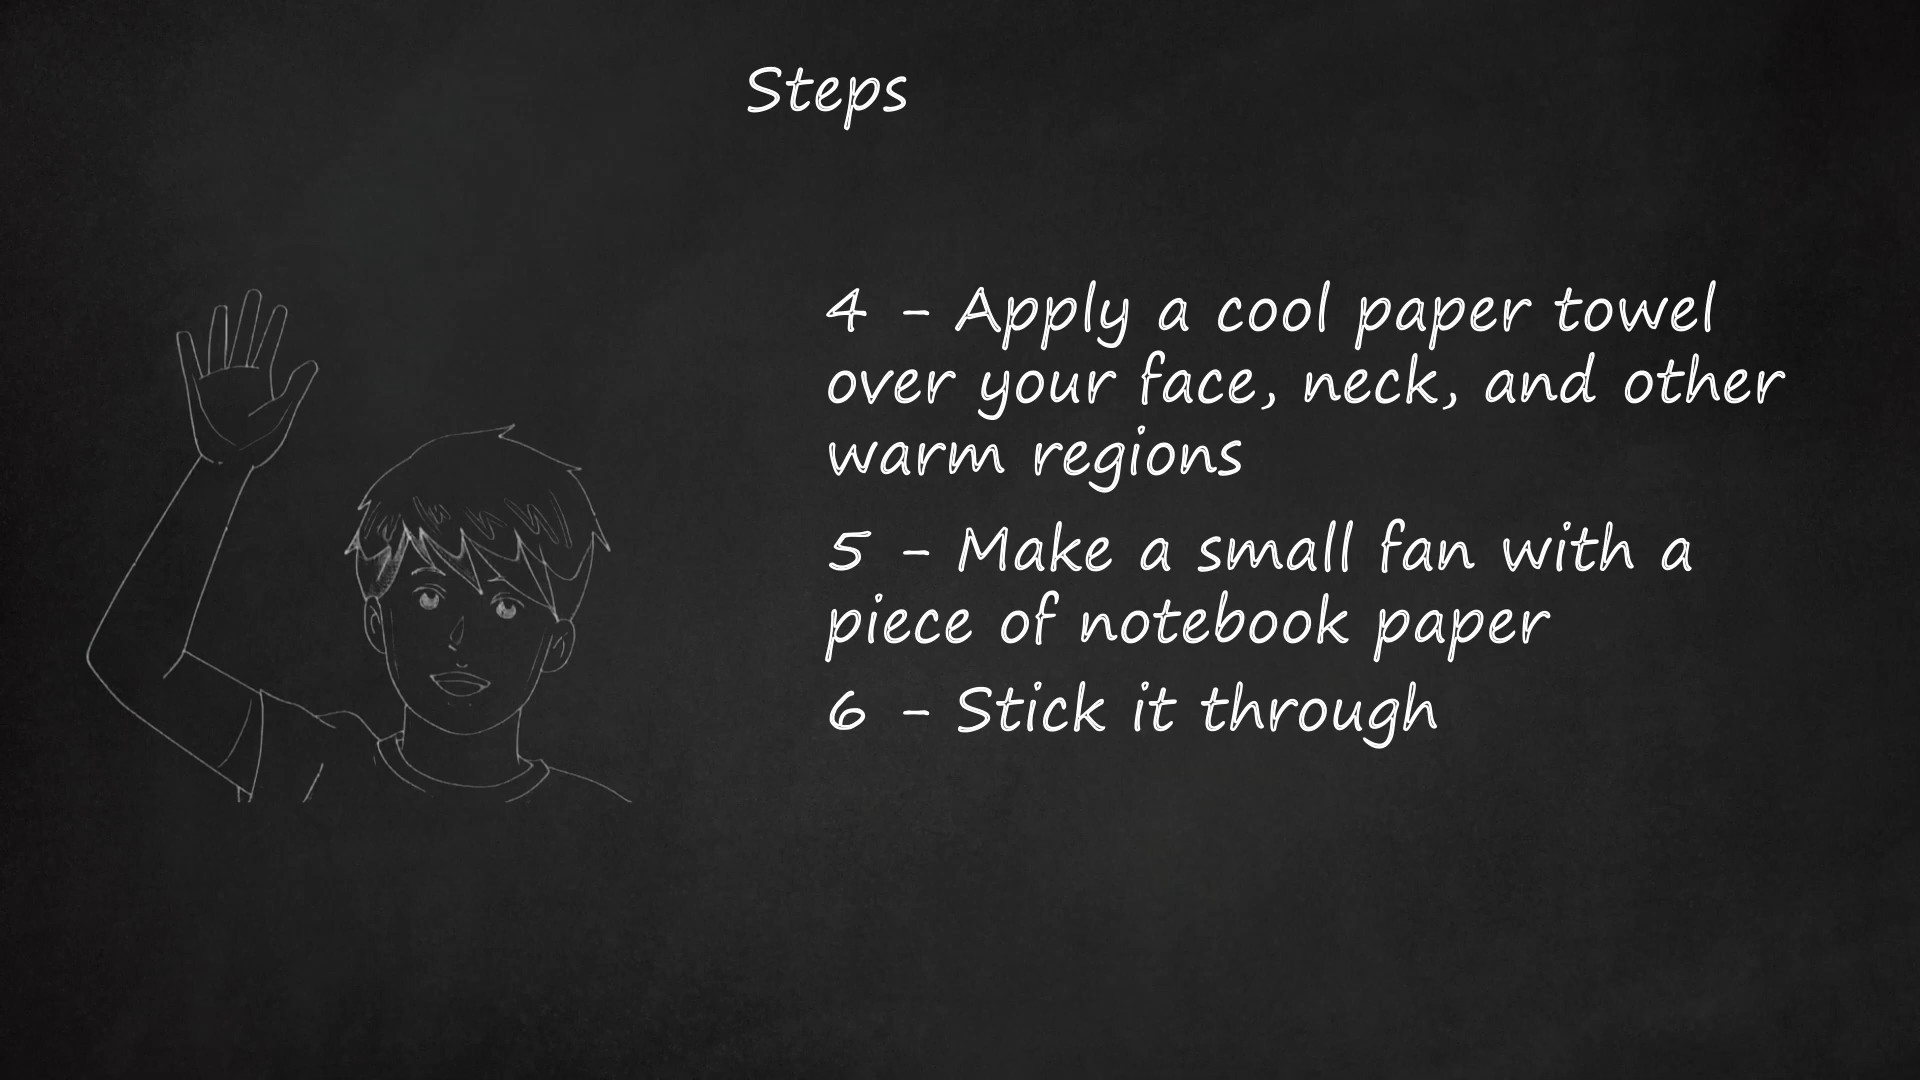 Steps
4 - Apply a cool paper towel
over your face, neck, and other
warm regions
5 - Make a small fan with a
piece of notebook paper
6 - Stick it through